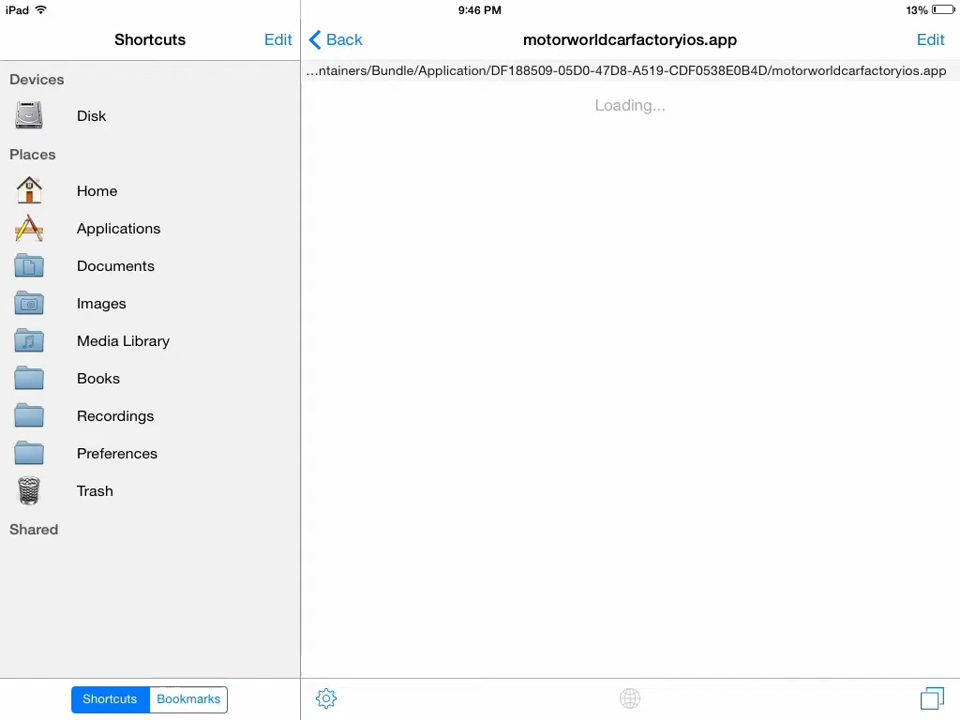 iPad 9:46 PM 13%
Shortcuts Edit
Back motorworldcarfactoryios.app Edit
...ntainers/Bundle/Application/DF188509-05D0-47D8-A519-CDF0538E0B4D/motorworldcarfactoryios.app
Loading...
Devices
Disk
Places
Home
Applications
Documents
Images
Media Library
Books
Recordings
Preferences
Trash
Shared
Shortcuts Bookmarks